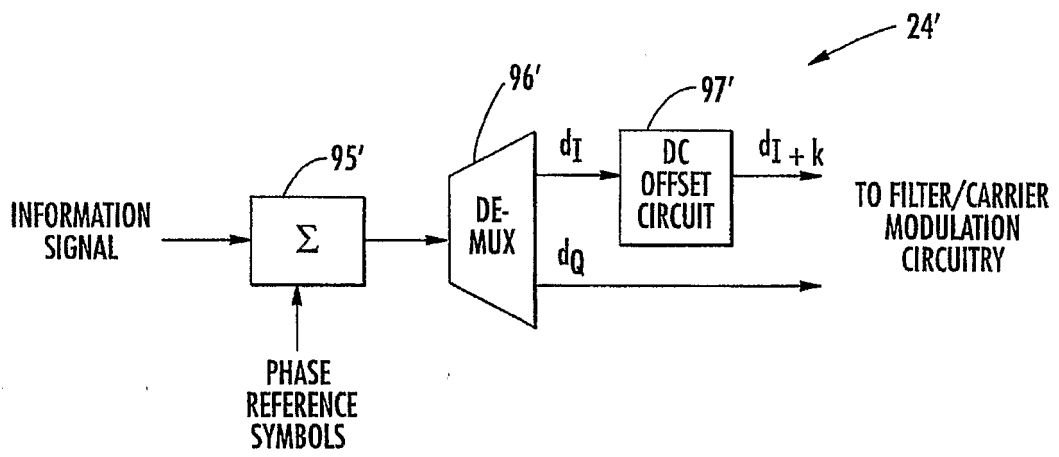 24'
96'
97'
95'
INFORMATION
SIGNAL
Σ
DE-
MUX
dI
DC
OFFSET
CIRCUIT
dI + k
dQ
TO FILTER/CARRIER
MODULATION
CIRCUITRY
PHASE
REFERENCE
SYMBOLS